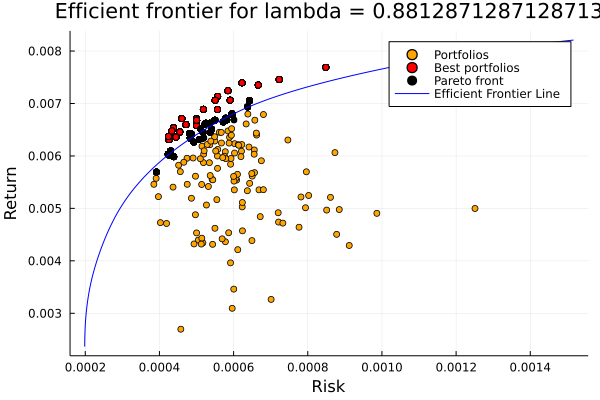 Efficient frontier for lambda = 0.8812871287128713
0.008
0.007
0.006
0.005
0.004
0.003
Return
Portfolios
Best portfolios
Pareto front
Efficient Frontier Line
0.0002 0.0004 0.0006 0.0008 0.0010 0.0012 0.0014
Risk